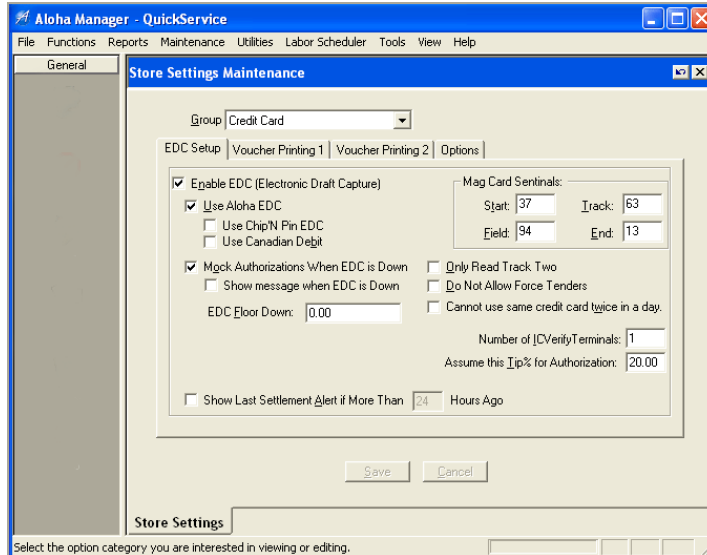 Aloha Manager - QuickService
File Functions Reports Maintenance Utilities Labor Scheduler Tools View Help
General
Store Settings Maintenance
Group Credit Card
EDC Setup Voucher Printing 1 Voucher Printing 2 Options
Enable EDC (Electronic Draft Capture)
Mag Card Sentinals:
Use Aloha EDC
Start: 37 Track: 63
Use Chip'N Pin EDC
Field: 94 End: 13
Use Canadian Debit
Mock Authorizations When EDC is Down
Only Read Track Two
Show message when EDC is Down
Do Not Allow Force Tenders
EDC Floor Down: 0.00
Cannot use same credit card twice in a day.
Number of ICVerifyTerminals: 1
Assume this Tip% for Authorization: 20.00
Show Last Settlement Alert if More Than 24 Hours Ago
Save Cancel
Store Settings
Select the option category you are interested in viewing or editing.